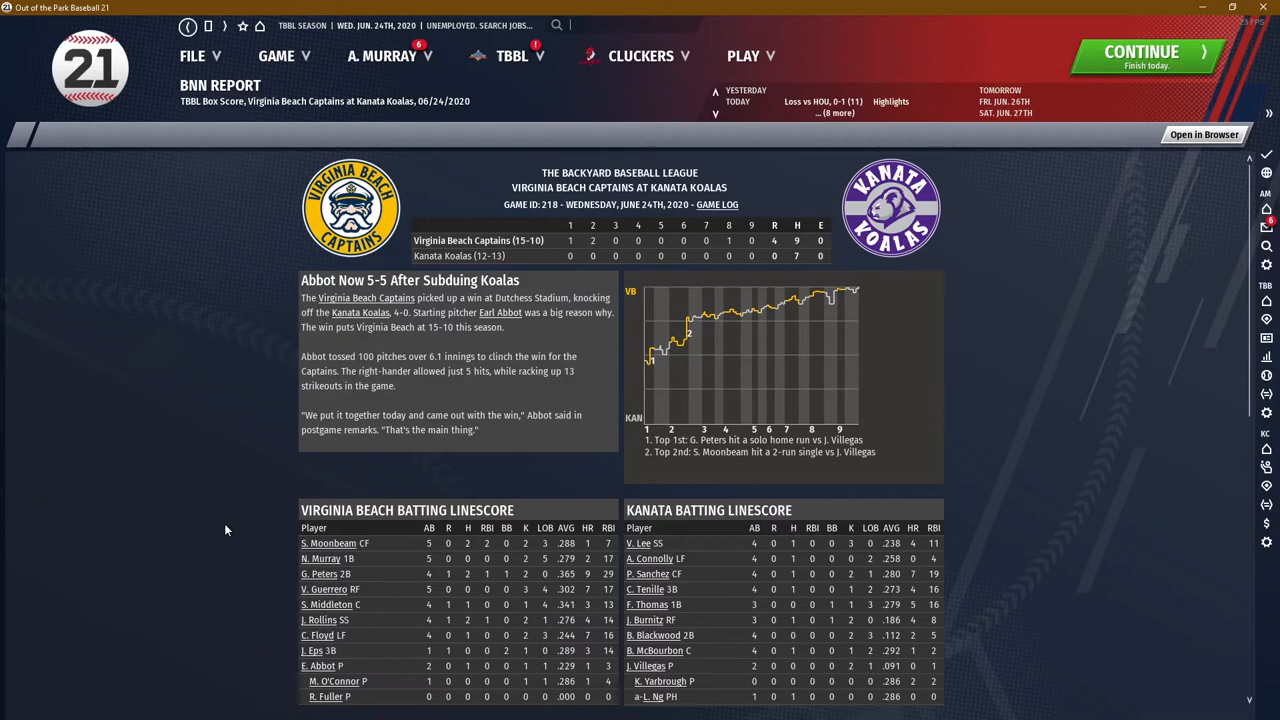 Out of the Park Baseball 21
TBBL SEASON | WED. JUN. 24TH, 2020 | UNEMPLOYED. SEARCH JOBS...
23 FPS
21
FILE GAME A. MURRAY 6 TBBL ! CLUCKERS PLAY
CONTINUE
Finish today.
BNN REPORT
TBBL Box Score, Virginia Beach Captains at Kanata Koalas, 06/24/2020
YESTERDAY
TODAY Loss vs HOU, 0-1 (11) Highlights
... (8 more)
TOMORROW
FRI. JUN. 26TH
SAT. JUN. 27TH
Open in Browser
VIRGINIA BEACH
CAPTAINS
THE BACKYARD BASEBALL LEAGUE
VIRGINIA BEACH CAPTAINS AT KANATA KOALAS
GAME ID: 218 - WEDNESDAY, JUNE 24TH, 2020 - GAME LOG
KANATA
KOALAS
1 2 3 4 5 6 7 8 9 R H E
Virginia Beach Captains (15-10) 1 2 0 0 0 0 0 1 0 4 9 0
Kanata Koalas (12-13) 0 0 0 0 0 0 0 0 0 0 7 0
Abbot Now 5-5 After Subduing Koalas
The Virginia Beach Captains picked up a win at Dutchess Stadium, knocking
off the Kanata Koalas, 4-0. Starting pitcher Earl Abbot was a big reason why.
The win puts Virginia Beach at 15-10 this season.
Abbot tossed 100 pitches over 6.1 innings to clinch the win for the
Captains. The right-hander allowed just 5 hits, while racking up 13
strikeouts in the game.
"We put it together today and came out with the win," Abbot said in
postgame remarks. "That's the main thing."
VB
2
1
KAN
1 2 3 4 5 6 7 8 9
1. Top 1st: G. Peters hit a solo home run vs J. Villegas
2. Top 2nd: S. Moonbeam hit a 2-run single vs J. Villegas
VIRGINIA BEACH BATTING LINESCORE
Player AB R H RBI BB K LOB AVG HR RBI
S. Moonbeam CF 5 0 2 2 0 2 3 .288 1 7
N. Murray 1B 5 0 0 0 0 2 5 .279 2 17
G. Peters 2B 4 1 2 1 1 2 0 .365 9 29
V. Guerrero RF 5 0 0 0 0 3 4 .302 7 17
S. Middleton C 4 1 1 0 0 1 4 .341 3 13
J. Rollins SS 4 1 2 1 0 2 1 .276 4 14
C. Floyd LF 4 0 1 0 0 2 3 .244 7 16
J. Eps 3B 1 1 1 0 2 0 0 .289 3 14
E. Abbot P 2 0 0 0 0 1 1 .229 1 3
M. O'Connor P 1 0 0 0 0 1 1 .286 1 4
R. Fuller P 0 0 0 0 0 0 0 .000 0 0
KANATA BATTING LINESCORE
Player AB R H RBI BB K LOB AVG HR RBI
V. Lee SS 4 0 1 0 0 3 0 .238 4 11
A. Connolly LF 4 0 1 0 0 0 2 .258 0 4
P. Sanchez CF 4 0 1 0 0 2 1 .280 7 19
C. Tenille 3B 4 0 1 0 0 1 2 .273 4 16
F. Thomas 1B 3 0 0 0 1 1 3 .279 5 16
J. Burnitz RF 3 0 1 0 1 2 0 .186 4 8
B. Blackwood 2B 4 0 0 0 0 2 3 .112 2 5
B. McBourbon C 4 0 1 0 0 2 1 .292 1 2
J. Villegas P 2 0 0 0 0 2 1 .091 0 1
K. Yarbrough P 0 0 0 0 0 0 0 .286 2 2
a-L. Ng PH 1 0 1 0 0 0 0 .286 0 0
AM
6
TBB
KC